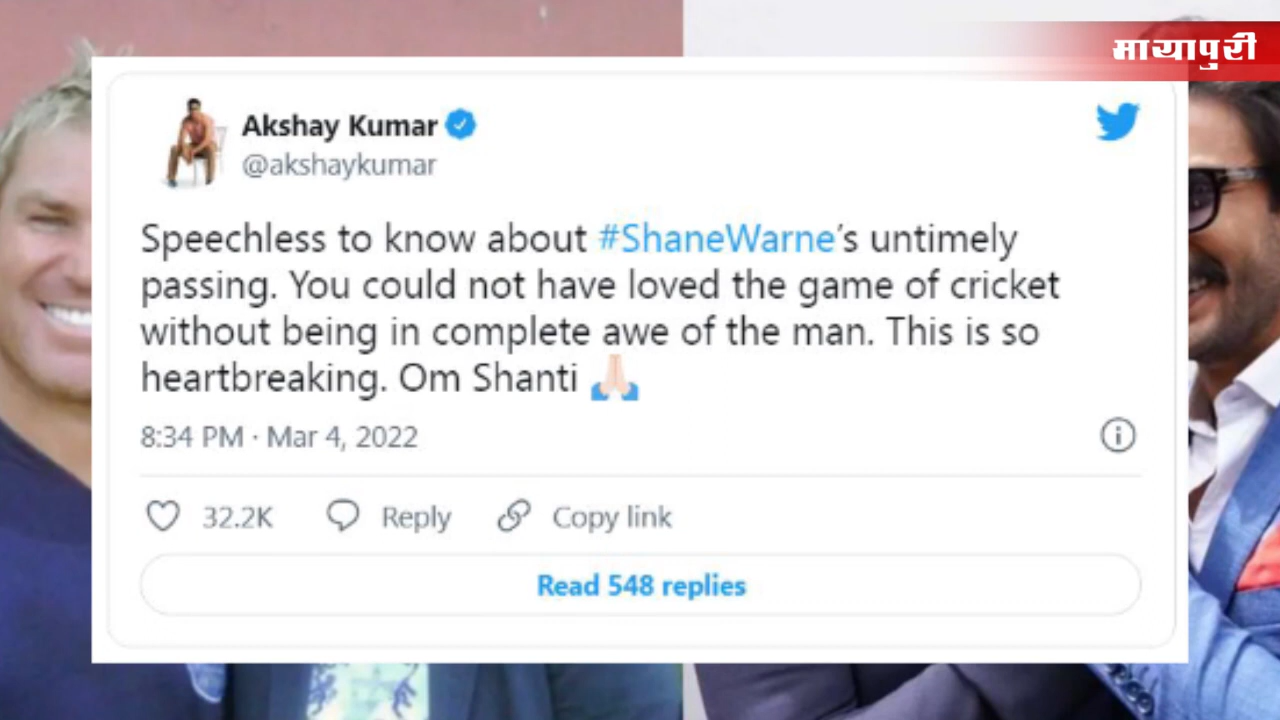 मायापुरी
Akshay Kumar
@akshaykumar
Speechless to know about #ShaneWarne’s untimely
passing. You could not have loved the game of cricket
without being in complete awe of the man. This is so
heartbreaking. Om Shanti 🙏🏻
8:34 PM · Mar 4, 2022
32.2K Reply Copy link
Read 548 replies